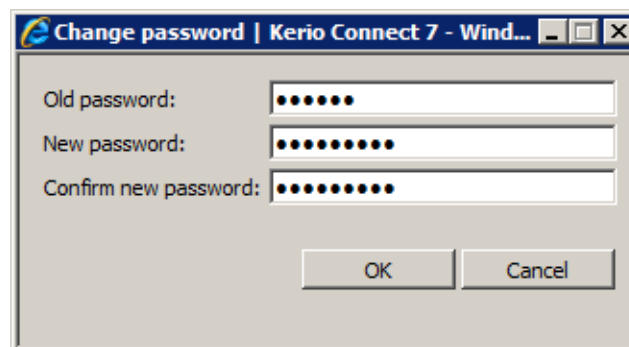 Change password | Kerio Connect 7 - Wind...
Old password: ●●●●●●
New password: ●●●●●●●●●
Confirm new password: ●●●●●●●●●
OK Cancel